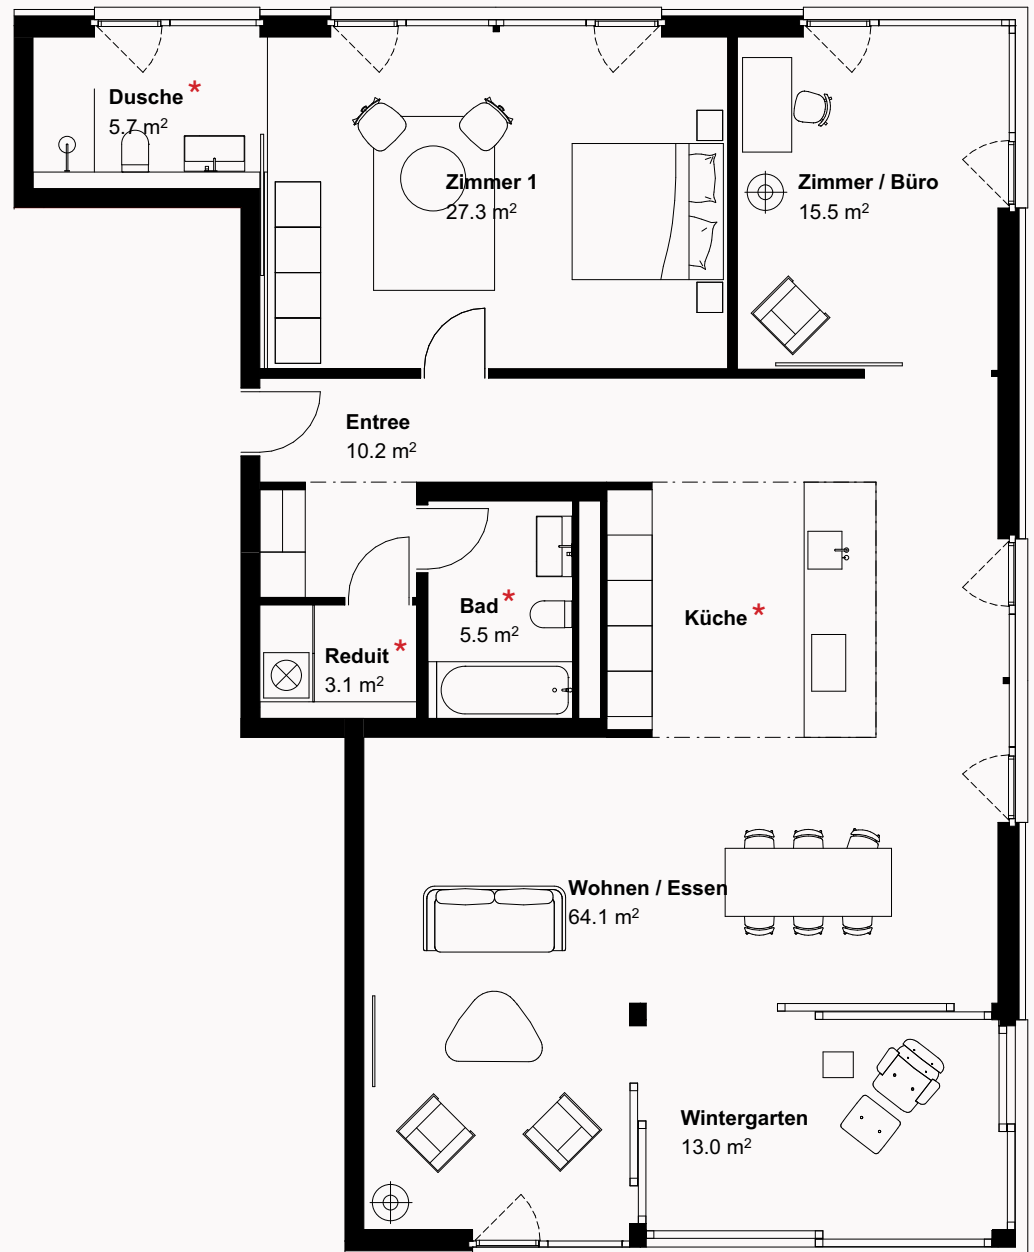 Dusche *
5.7 m²
Zimmer 1
27.3 m²
Zimmer / Büro
15.5 m²
Entree
10.2 m²
Bad *
5.5 m²
Küche *
Reduit *
3.1 m²
Wohnen / Essen
64.1 m²
Wintergarten
13.0 m²